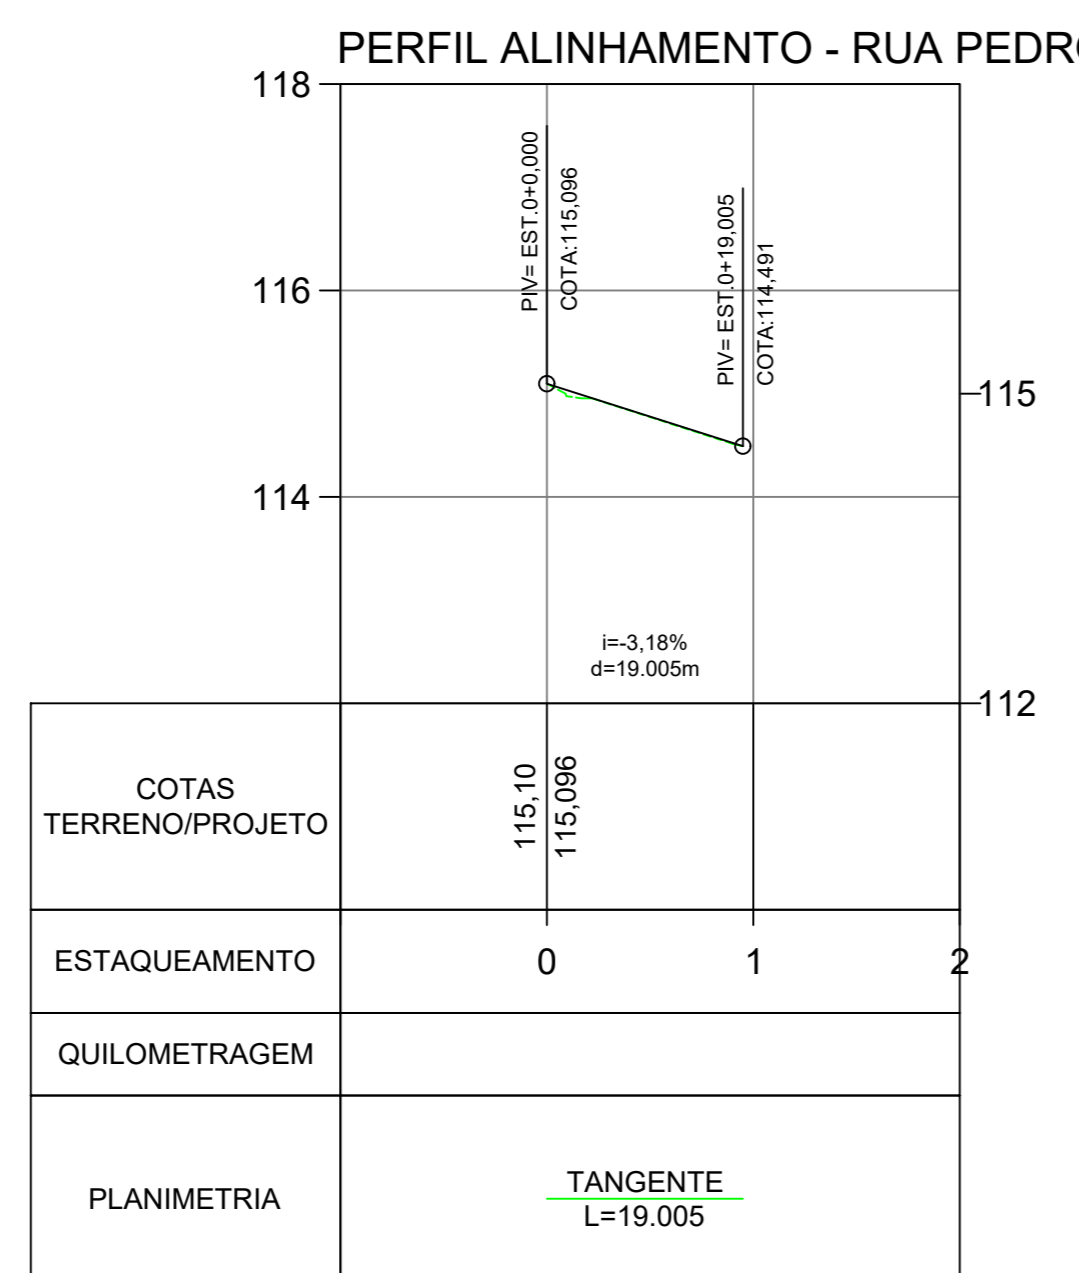 PERFIL ALINHAMENTO - RUA
118
PIV= EST.0+0,000
COTA:115,096
PIV= EST.0+19,005
COTA:114,491
116
115
114
i=-3,18%
d=19.005m
112
COTAS
TERRENO/PROJETO
115,10
115,096
ESTAQUEAMENTO
0
1
2
QUILOMETRAGEM
PLANIMETRIA
TANGENTE
L=19.005